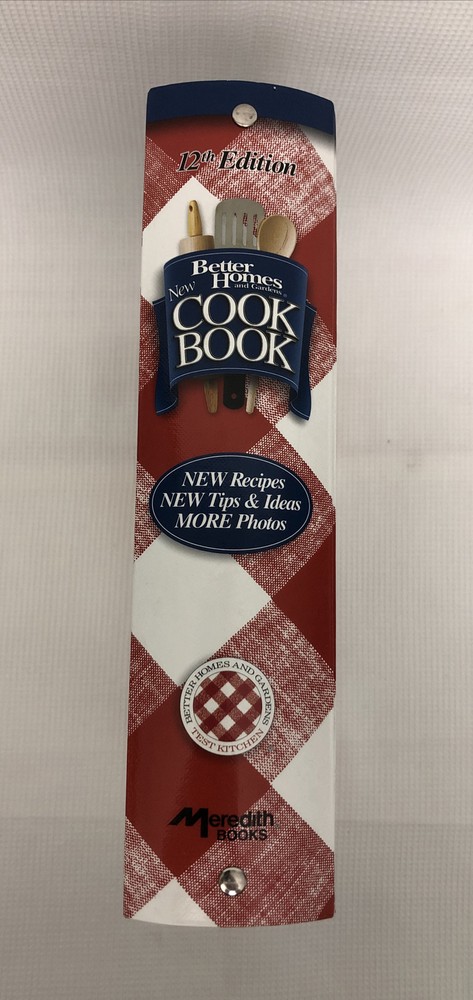 12th Edition
Better
Homes
and Gardens®
New
COOK
BOOK
NEW Recipes
NEW Tips & Ideas
MORE Photos
BETTER HOMES AND GARDENS
TEST KITCHEN
Meredith
BOOKS